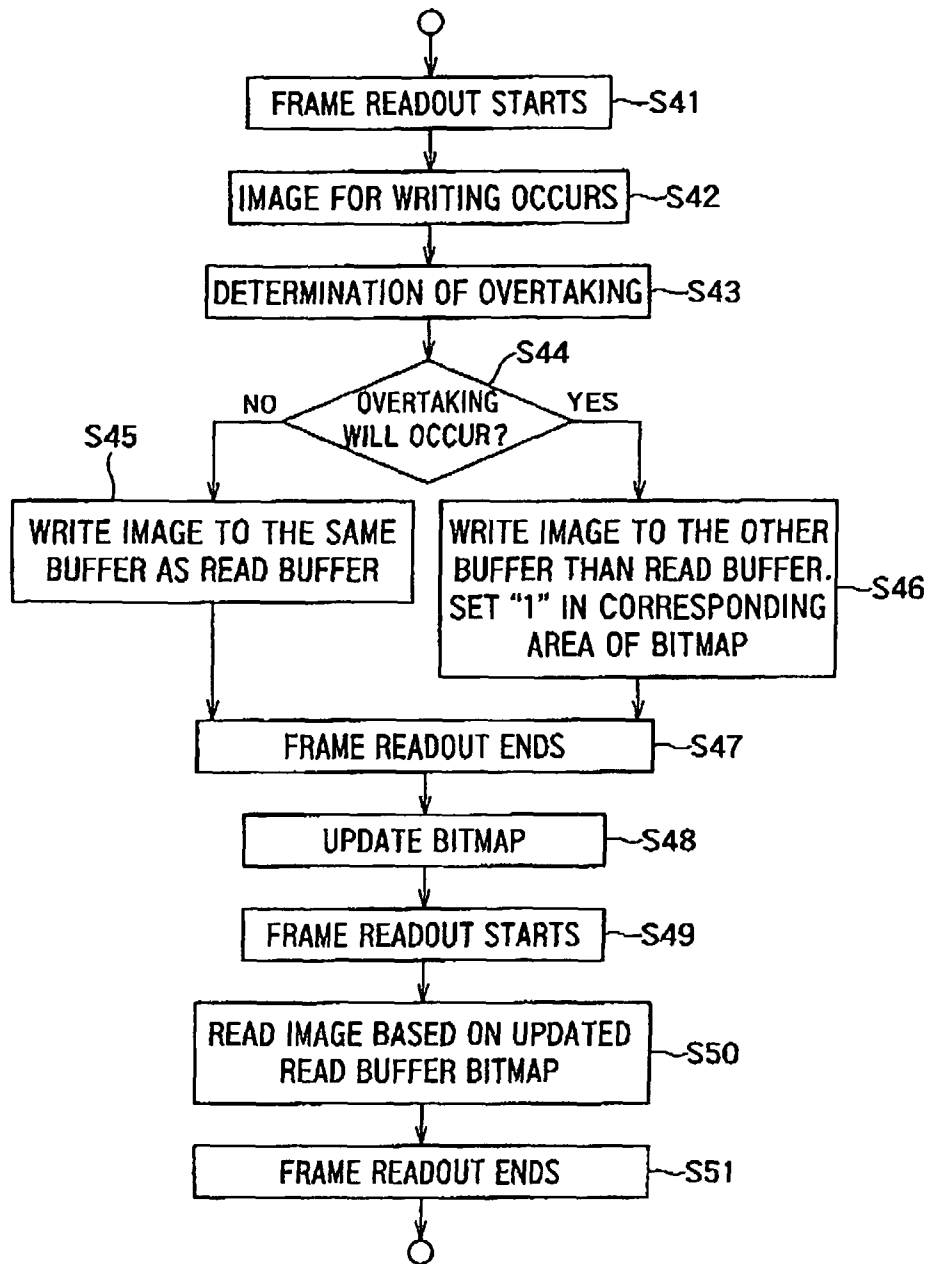 FRAME READOUT STARTS
S41
IMAGE FOR WRITING OCCURS
S42
DETERMINATION OF OVERTAKING
S43
S44
OVERTAKING
WILL OCCUR?
NO
YES
S45
WRITE IMAGE TO THE SAME
BUFFER AS READ BUFFER
WRITE IMAGE TO THE OTHER
BUFFER THAN READ BUFFER.
SET "1" IN CORRESPONDING
AREA OF BITMAP
S46
FRAME READOUT ENDS
S47
UPDATE BITMAP
S48
FRAME READOUT STARTS
S49
READ IMAGE BASED ON UPDATED
READ BUFFER BITMAP
S50
FRAME READOUT ENDS
S51